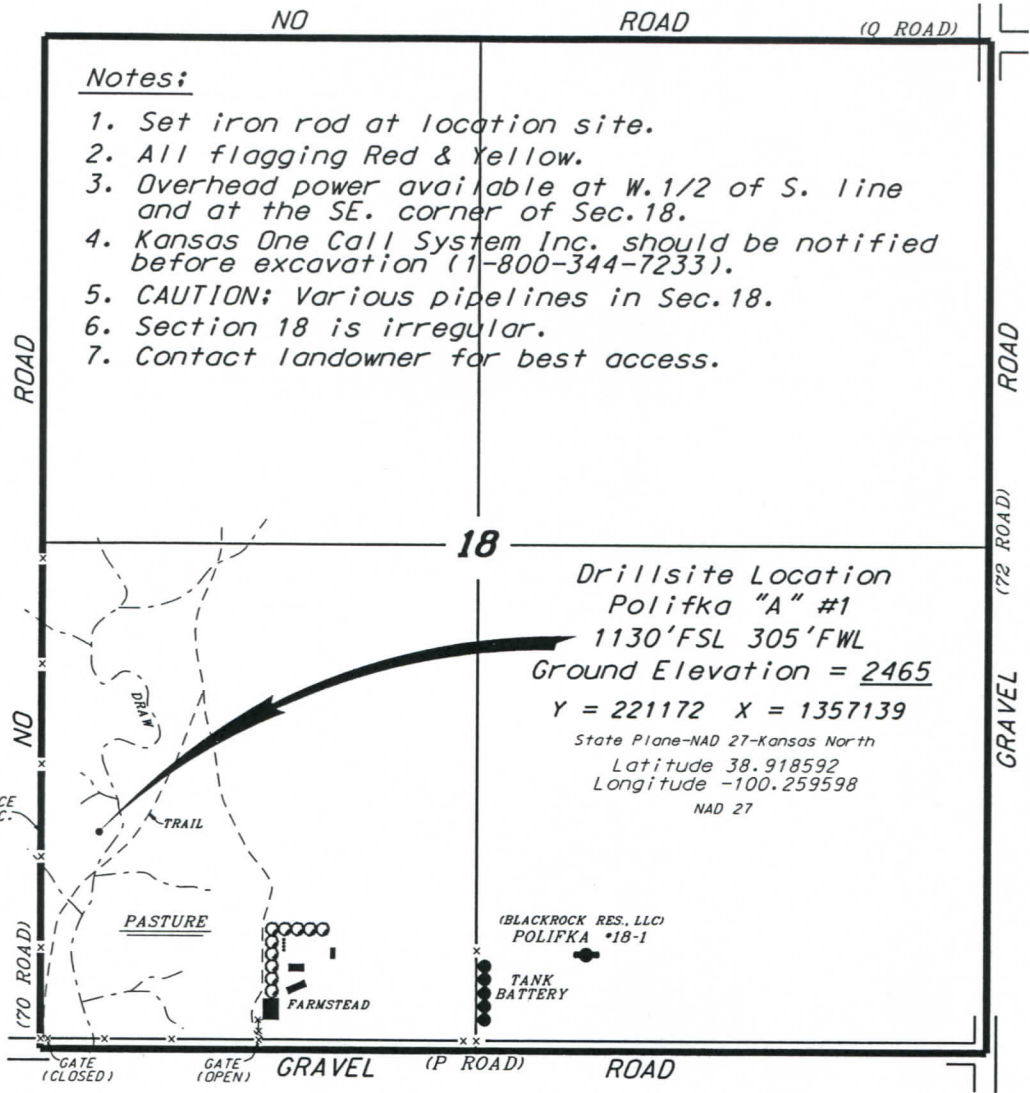 NO ROAD (Q ROAD)
Notes:
1. Set iron rod at location site.
2. All flagging Red & Yellow.
3. Overhead power available at W.1/2 of S. line
and at the SE. corner of Sec.18.
4. Kansas One Call System Inc. should be notified
before excavation (1-800-344-7233).
5. CAUTION: Various pipelines in Sec.18.
6. Section 18 is irregular.
7. Contact landowner for best access.
ROAD
ROAD
(72 ROAD)
18
Drillsite Location
Polifka "A" #1
1130'FSL 305'FWL
Ground Elevation = 2465
Y = 221172 X = 1357139
State Plane-NAD 27-Kansas North
Latitude 38.918592
Longitude -100.259598
NAD 27
GRAVEL
NO
DRAW
TRAIL
PASTURE
(70 ROAD)
FARMSTEAD
(BLACKROCK RES., LLC)
POLIFKA #18-1
TANK
BATTERY
GATE
(CLOSED)
GATE
(OPEN)
GRAVEL (P ROAD) ROAD